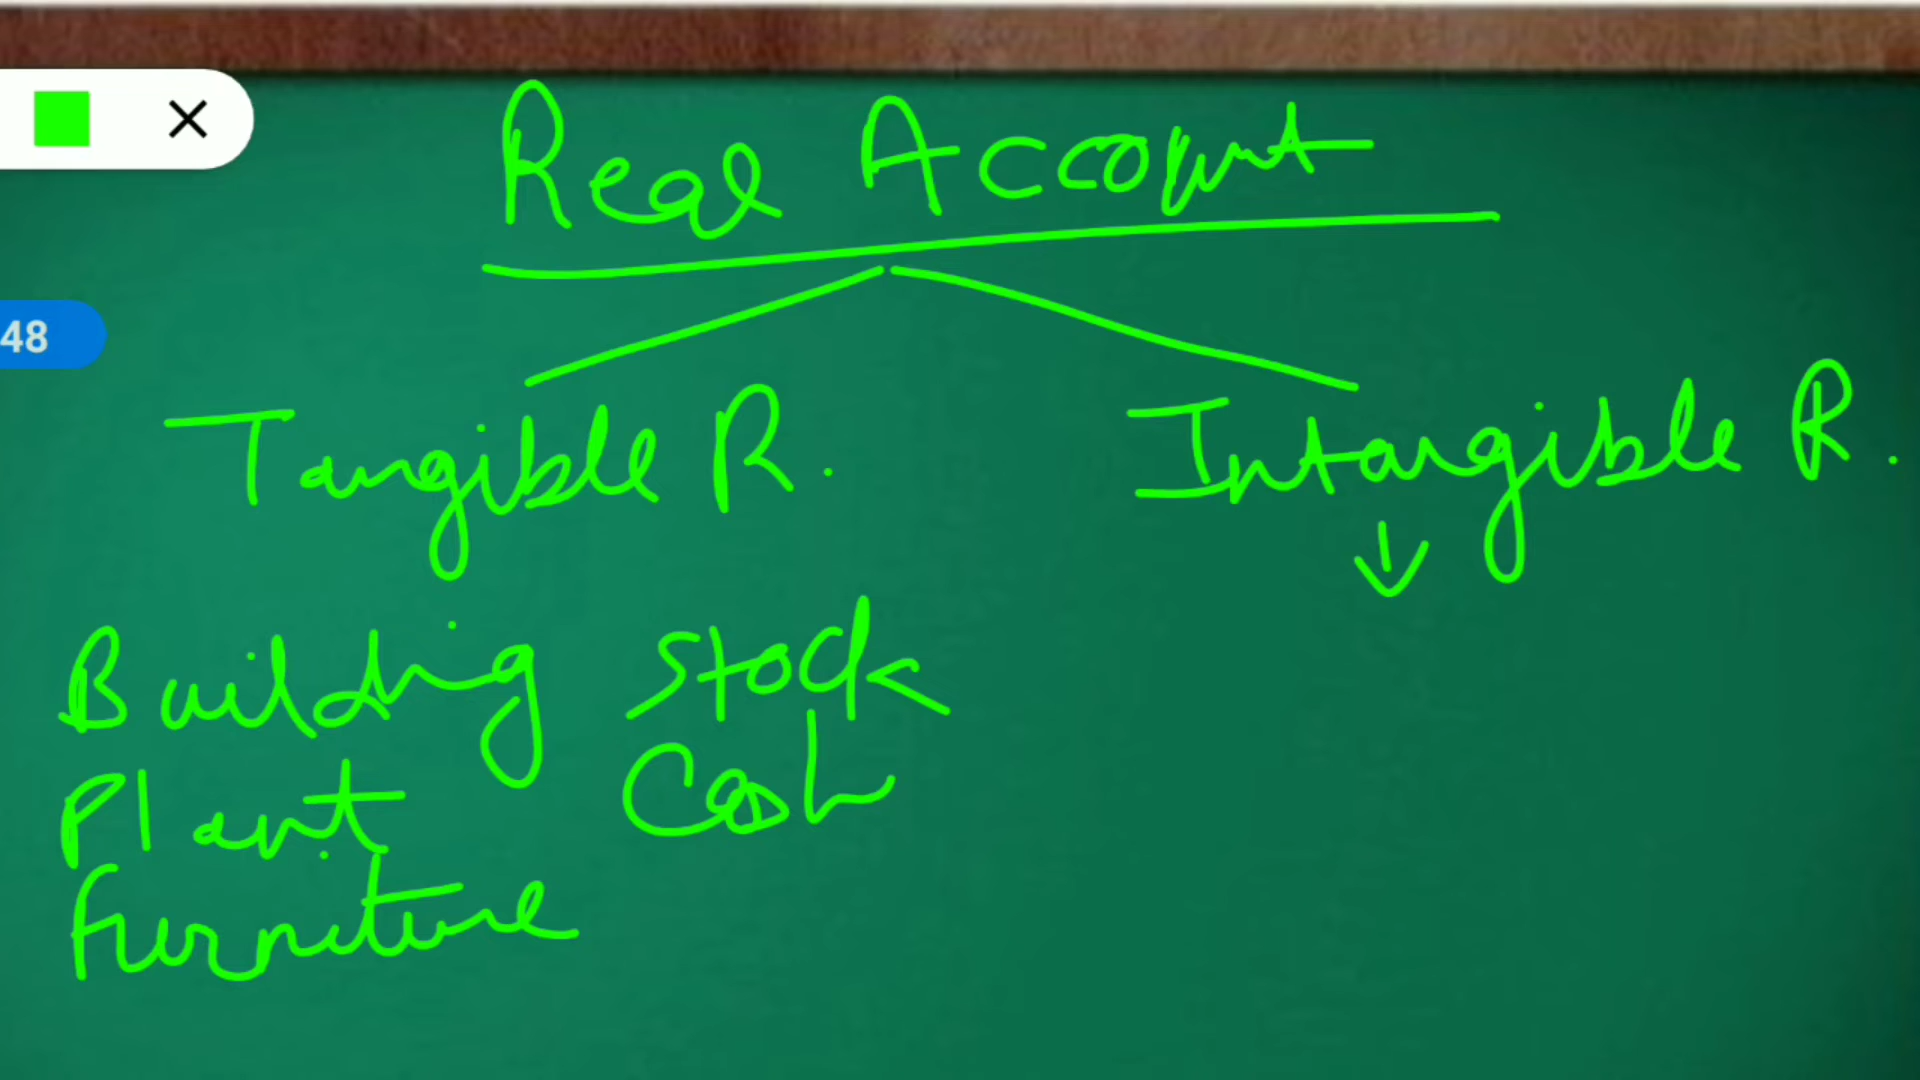 Real Account
48
Tangible R.
Intangible R.
Building
Stock
Plant
Cash
Furniture